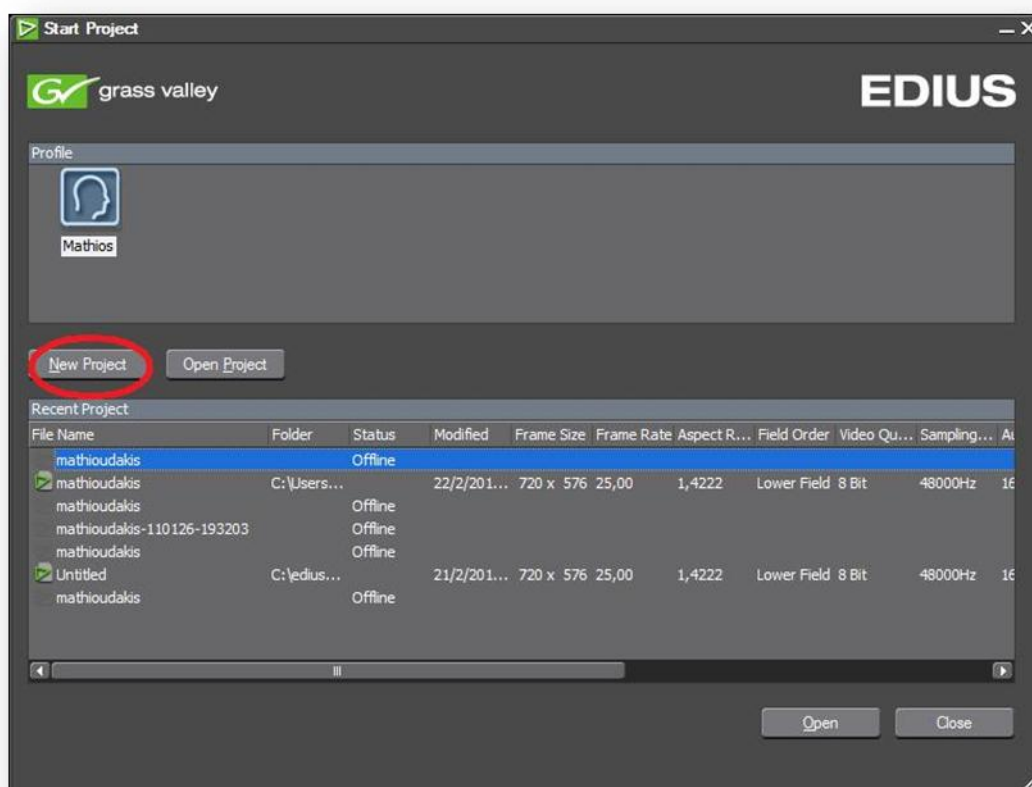 Start Project
grass valley
EDIUS
Profile
Mathios
New Project Open Project
Recent Project
File Name Folder Status Modified Frame Size Frame Rate Aspect R... Field Order Video Qu... Sampling... Au
mathioudakis Offline
mathioudakis C:\Users... 22/2/201... 720 x 576 25,00 1,4222 Lower Field 8 Bit 48000Hz 16
mathioudakis Offline
mathioudakis-110126-193203 Offline
mathioudakis Offline
Untitled C:\edius... 21/2/201... 720 x 576 25,00 1,4222 Lower Field 8 Bit 48000Hz 16
mathioudakis Offline
Open Close